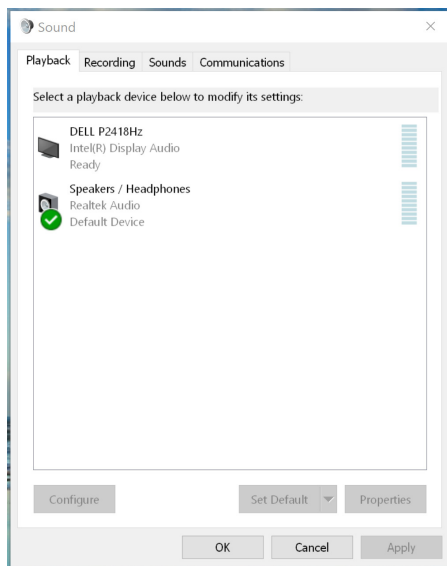 Sound
Playback Recording Sounds Communications
Select a playback device below to modify its settings:
DELL P2418Hz
Intel(R) Display Audio
Ready
Speakers / Headphones
Realtek Audio
Default Device
Configure Set Default Properties
OK Cancel Apply